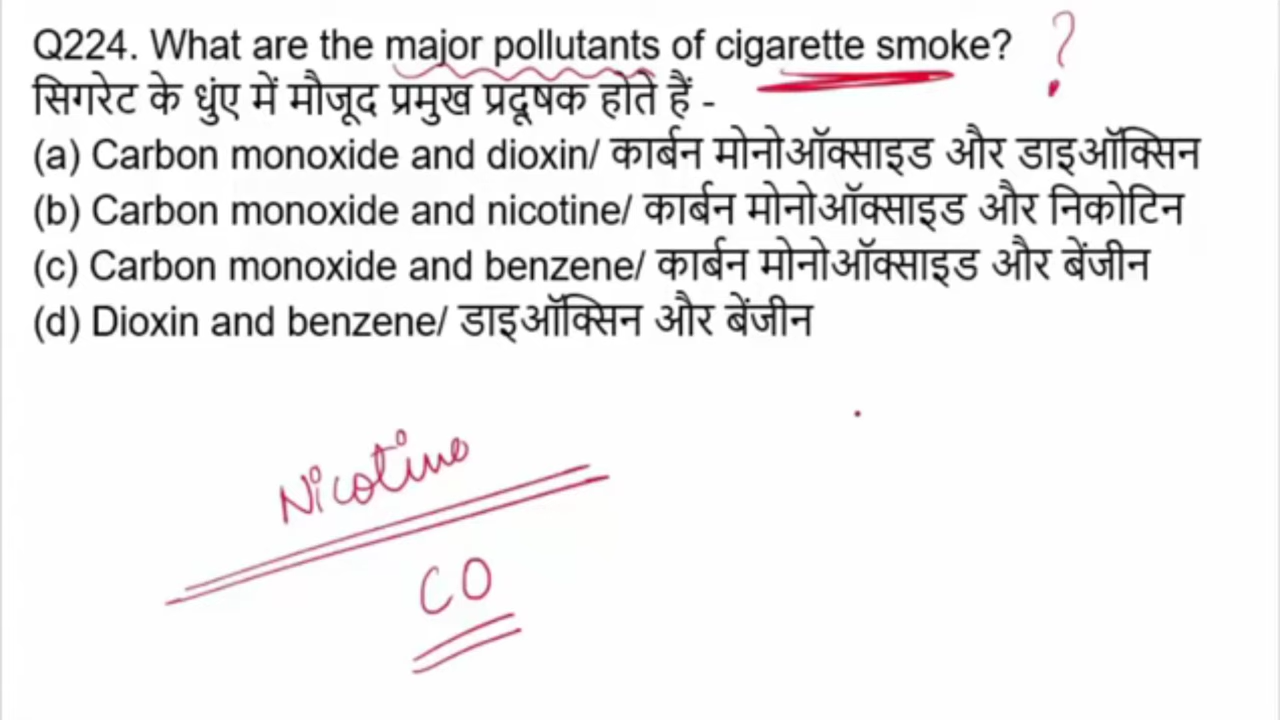 Q224. What are the major pollutants of cigarette smoke? ?
सिगरेट के धुंए में मौजूद प्रमुख प्रदूषक होते हैं -
(a) Carbon monoxide and dioxin/ कार्बन मोनोऑक्साइड और डाइऑक्सिन
(b) Carbon monoxide and nicotine/ कार्बन मोनोऑक्साइड और निकोटिन
(c) Carbon monoxide and benzene/ कार्बन मोनोऑक्साइड और बेंजीन
(d) Dioxin and benzene/ डाइऑक्सिन और बेंजीन
Nicotine
CO